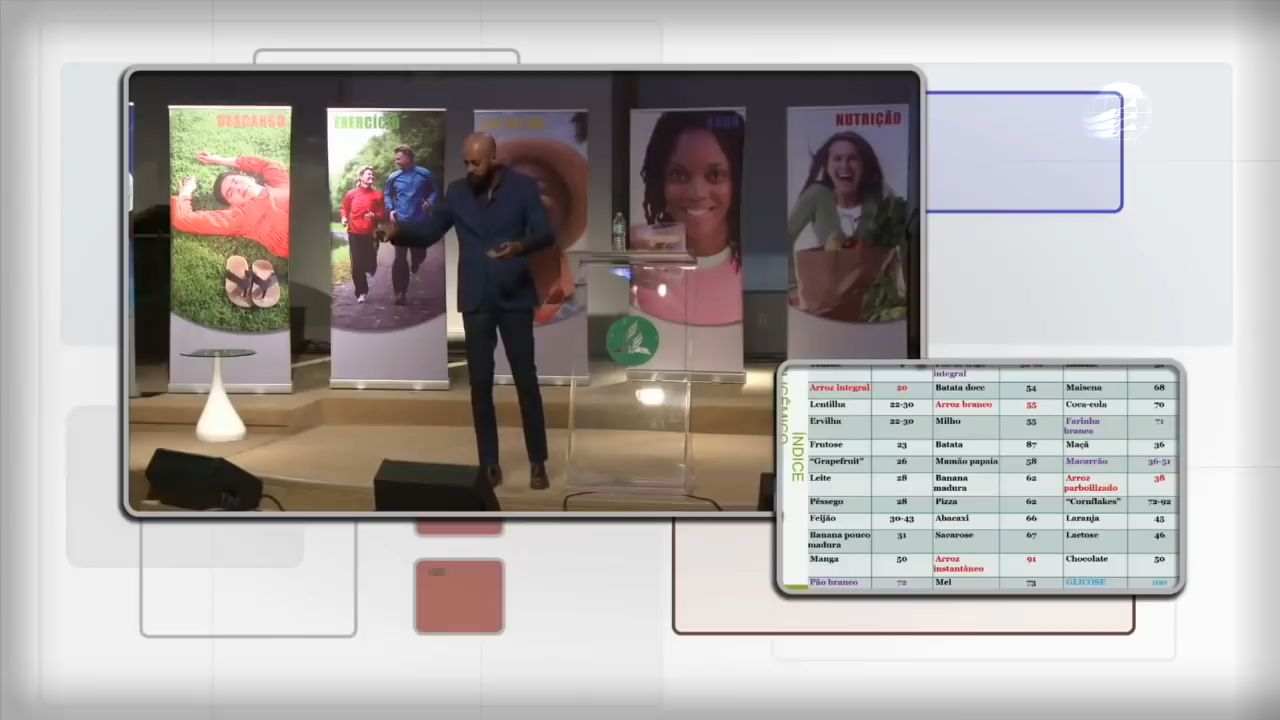 DESCANSO
EXERCÍCIO
NUTRIÇÃO
ÍNDICE
integral
Arroz integral 20 Batata doce 54 Maisena 68
Lentilha 22-30 Arroz branco 55 Coca-cola 70
Ervilha 22-30 Milho 55 Farinha branca 71
Frutose 23 Batata 87 Maçã 36
“Grapefruit” 26 Mamão papaia 58 Macarrão 36-51
Leite 28 Banana madura 62 Arroz parboilizado 38
Pêssego 28 Pizza 62 “Cornflakes” 72-92
Feijão 30-43 Abacaxi 66 Laranja 45
Banana pouco madura 31 Sacarose 67 Lactose 46
Manga 50 Arroz instantâneo 91 Chocolate 50
Pão branco 72 Mel 73 GLICOSE 100